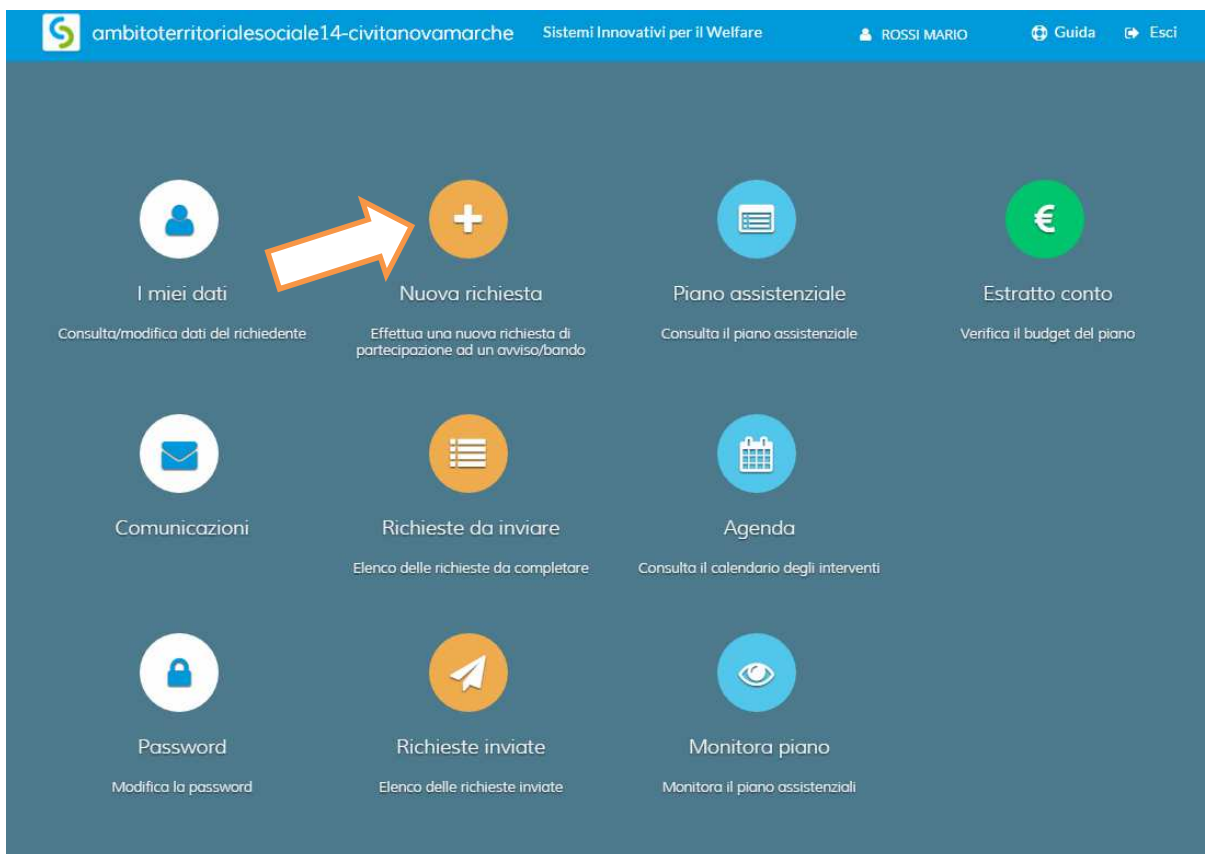 ambitoterritorialesociale14-civitanovamarche Sistemi Innovativi per il Welfare ROSSI MARIO Guida Esci
I miei dati
Consulta/modifica dati del richiedente
Nuova richiesta
Effettua una nuova richiesta di
partecipazione ad un avviso/bando
Piano assistenziale
Consulta il piano assistenziale
€
Estratto conto
Verifica il budget del piano
Comunicazioni
Richieste da inviare
Elenco delle richieste da completare
Agenda
Consulta il calendario degli interventi
Password
Modifica la password
Richieste inviate
Elenco delle richieste inviate
Monitora piano
Monitora il piano assistenziali